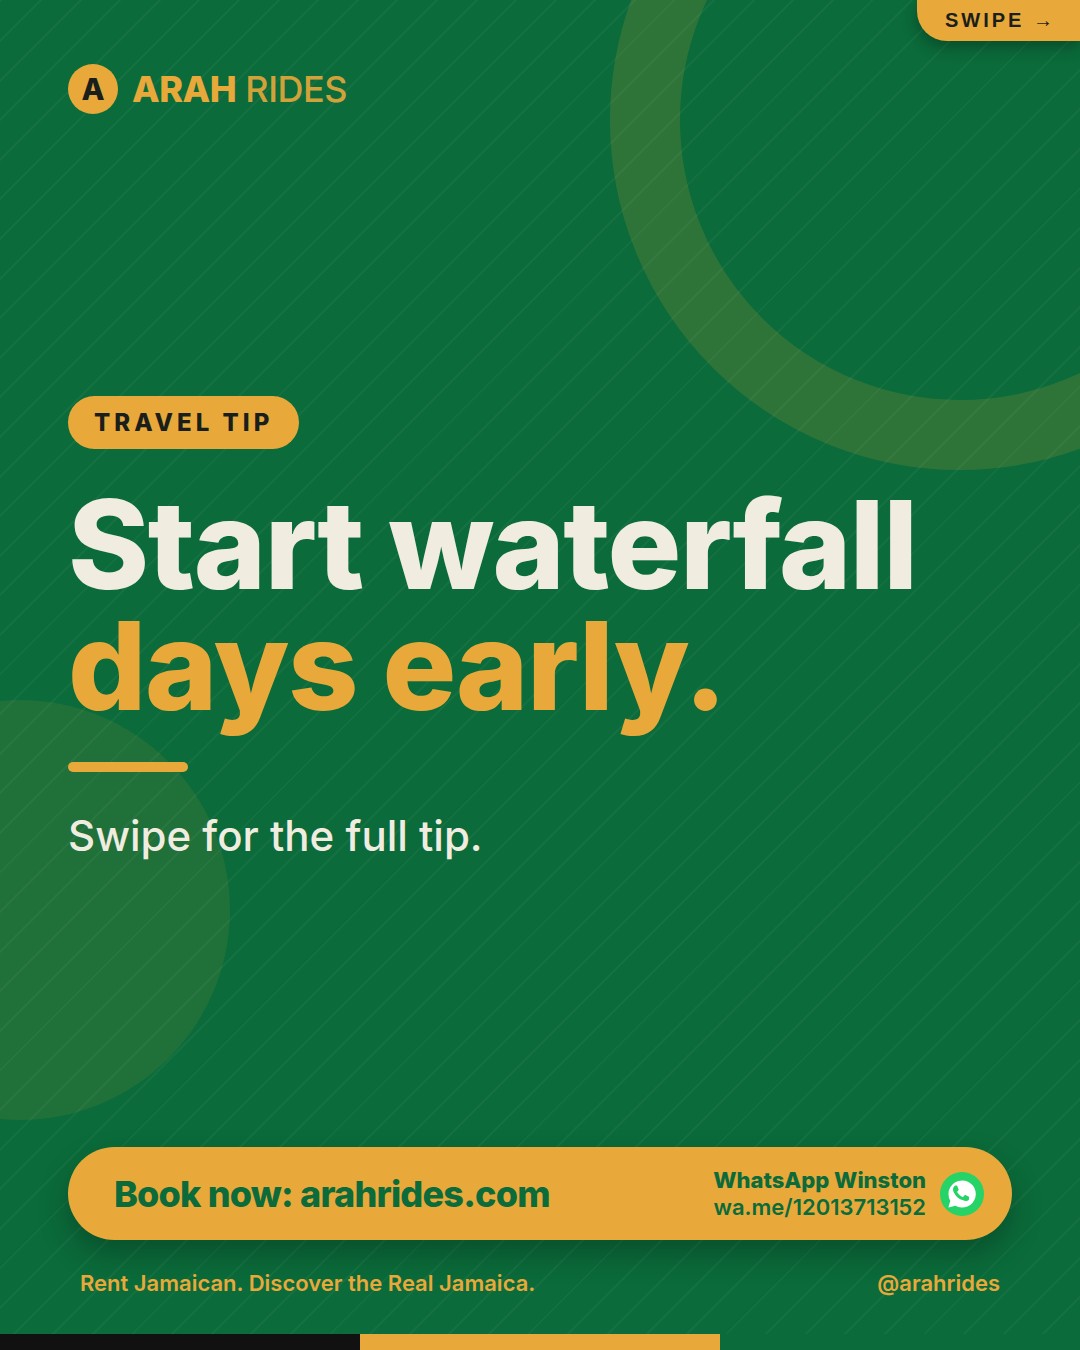 SWIPE →
A ARAH RIDES
TRAVEL TIP
Start waterfall
days early.
Swipe for the full tip.
Book now: arahrides.com
WhatsApp Winston
wa.me/12013713152
Rent Jamaican. Discover the Real Jamaica.
@arahrides